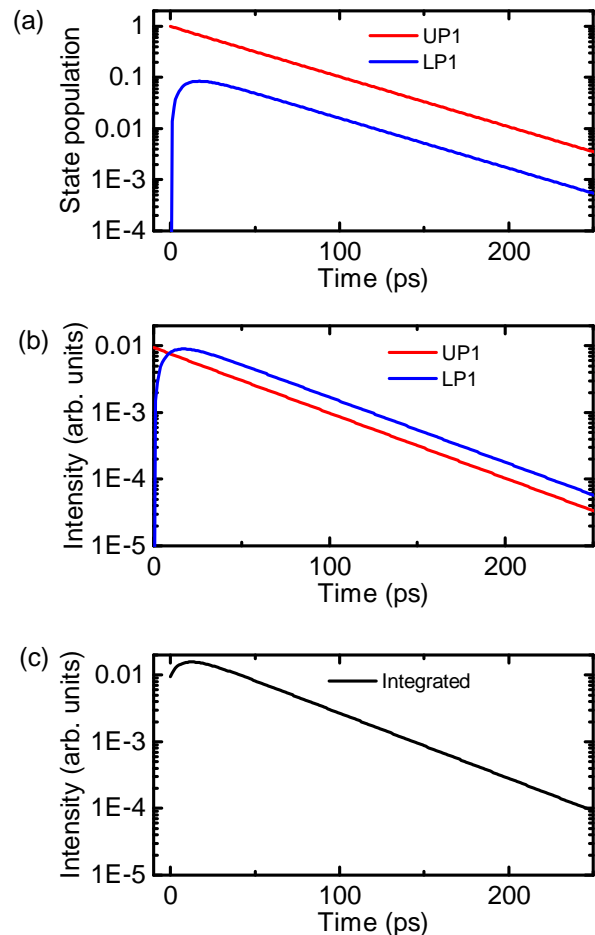 (a)
State population
1
0.1
0.01
1E-3
1E-4
UP1
LP1
0
100
200
Time (ps)
(b)
Intensity (arb. units)
0.01
1E-3
1E-4
1E-5
UP1
LP1
0
100
200
Time (ps)
(c)
Intensity (arb. units)
0.01
1E-3
1E-4
1E-5
Integrated
0
100
200
Time (ps)